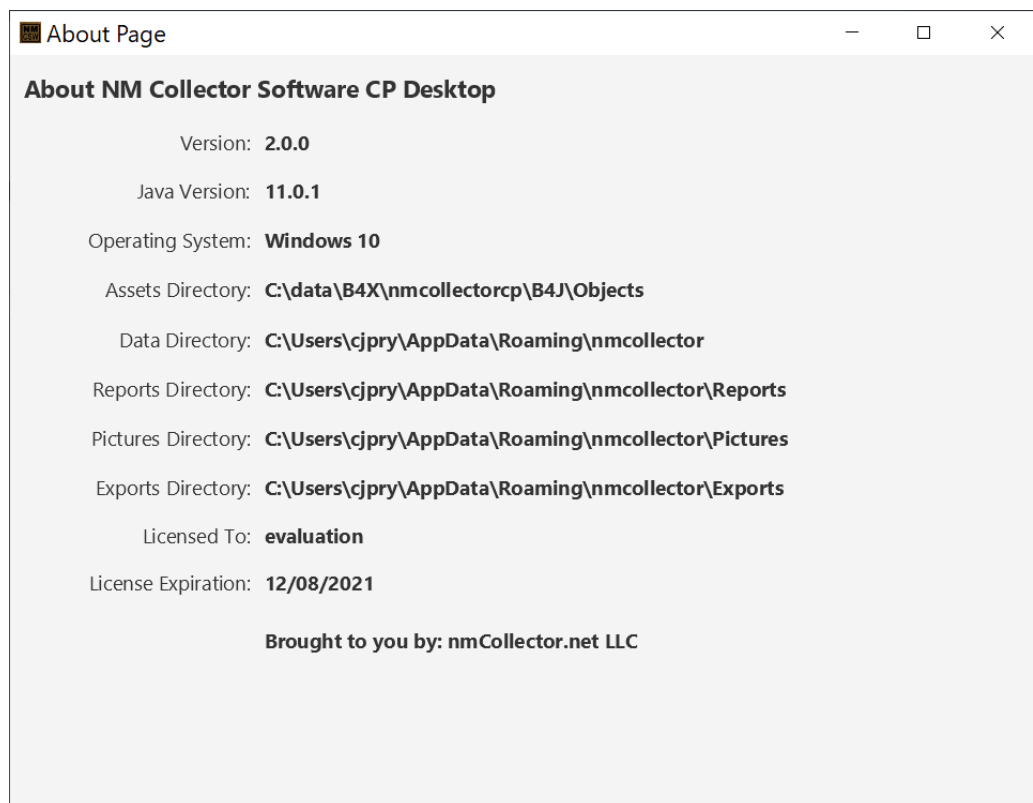 NM
CSW
About Page
About NM Collector Software CP Desktop
Version: 2.0.0
Java Version: 11.0.1
Operating System: Windows 10
Assets Directory: C:\data\B4X\nmcollectorcp\B4J\Objects
Data Directory: C:\Users\cjpry\AppData\Roaming\nmcollector
Reports Directory: C:\Users\cjpry\AppData\Roaming\nmcollector\Reports
Pictures Directory: C:\Users\cjpry\AppData\Roaming\nmcollector\Pictures
Exports Directory: C:\Users\cjpry\AppData\Roaming\nmcollector\Exports
Licensed To: evaluation
License Expiration: 12/08/2021
Brought to you by: nmCollector.net LLC